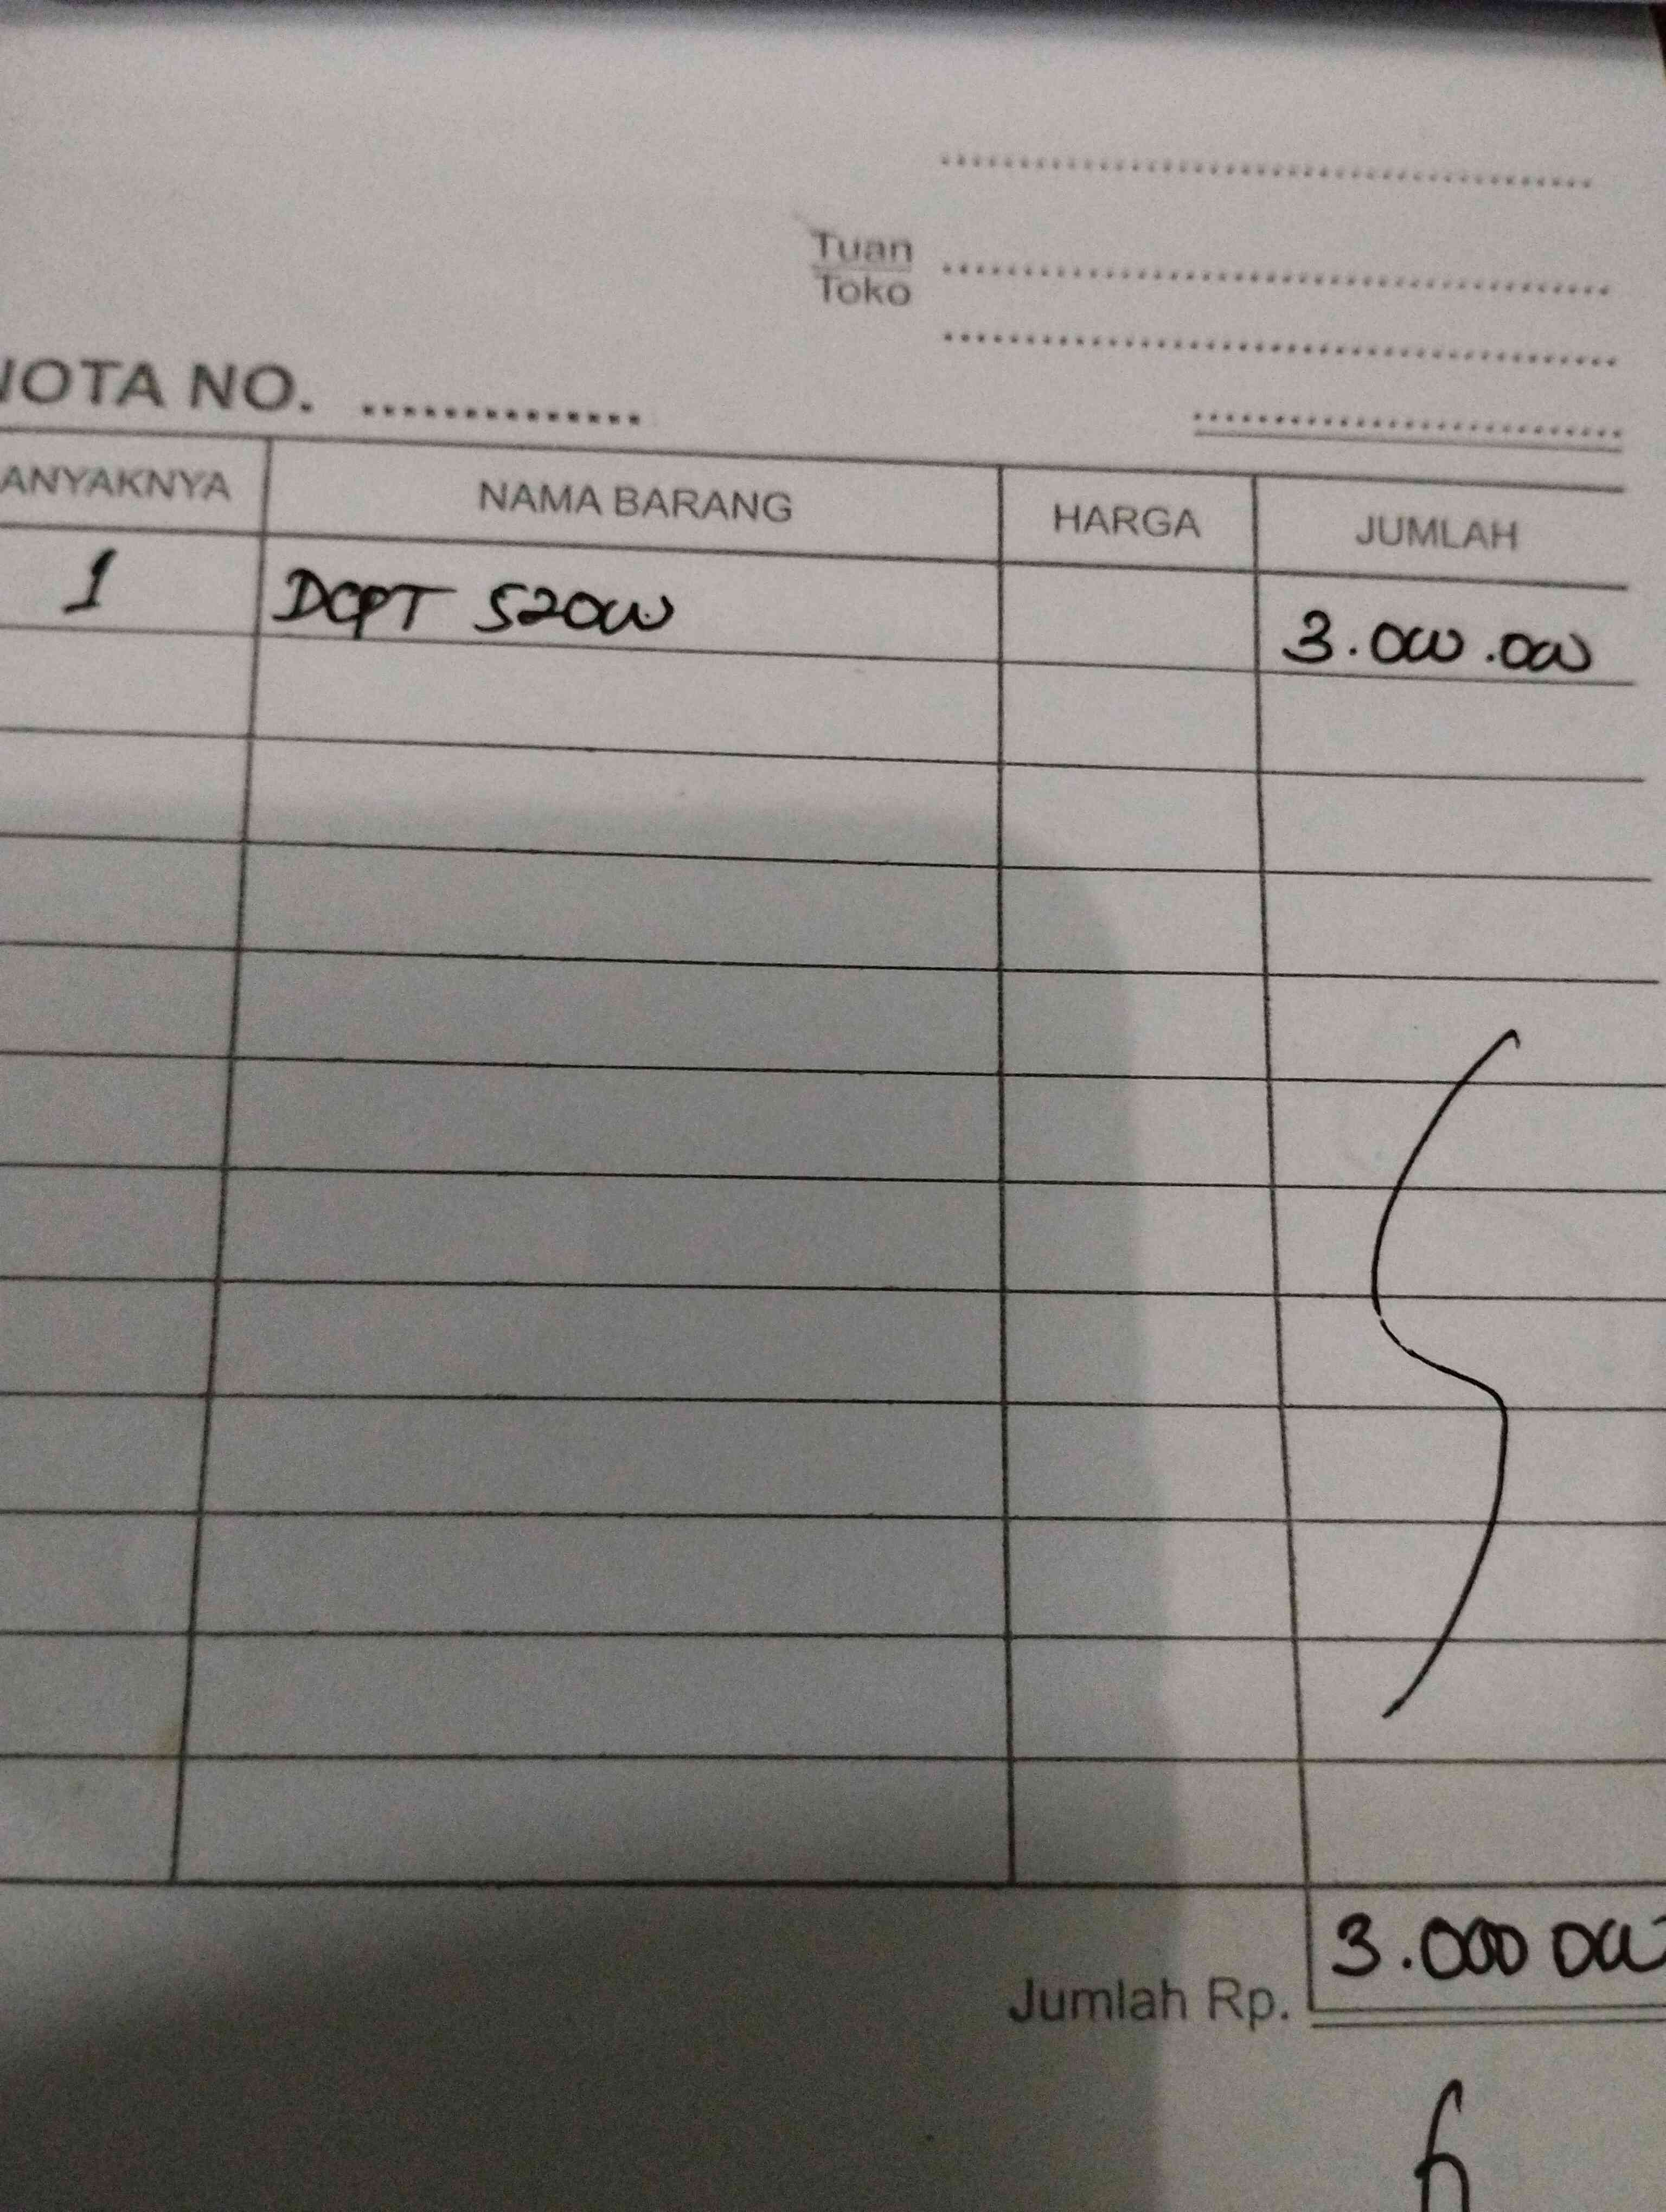 Tuan
Toko
NOTA NO. ..............
ANYAKNYA NAMA BARANG HARGA JUMLAH
1 DCPT 520W 3.000.000
Jumlah Rp. 3.000 000